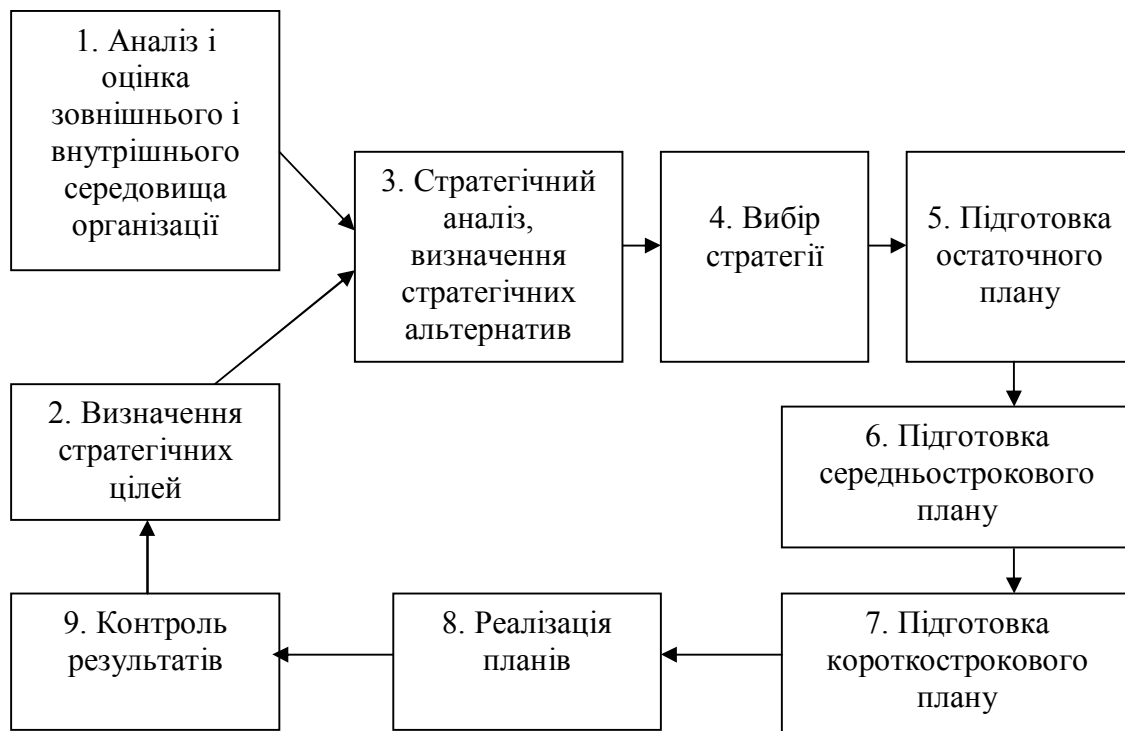 1. Аналіз і
оцінка
зовнішнього і
внутрішнього
середовища
організації
2. Визначення
стратегічних
цілей
3. Стратегічний
аналіз,
визначення
стратегічних
альтернатив
4. Вибір
стратегії
5. Підготовка
остаточного
плану
6. Підготовка
середньострокового
плану
7. Підготовка
короткострокового
плану
8. Реалізація
планів
9. Контроль
результатів